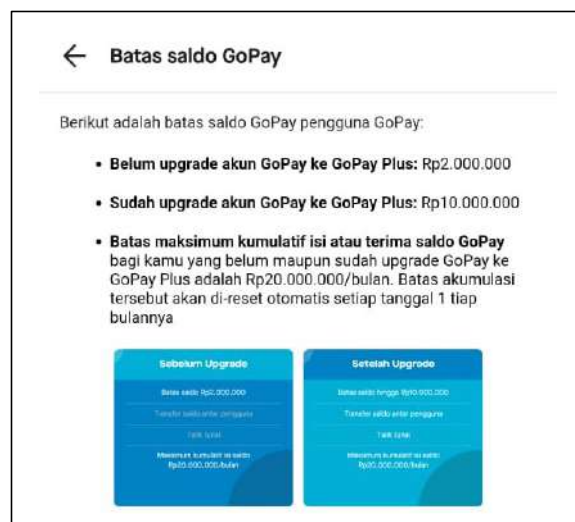 Batas saldo GoPay
Berikut adalah batas saldo GoPay pengguna GoPay:
• Belum upgrade akun GoPay ke GoPay Plus: Rp2.000.000
• Sudah upgrade akun GoPay ke GoPay Plus: Rp10.000.000
• Batas maksimum kumulatif isi atau terima saldo GoPay
bagi kamu yang belum maupun sudah upgrade GoPay ke
GoPay Plus adalah Rp20.000.000/bulan. Batas akumulasi
tersebut akan di-reset otomatis setiap tanggal 1 tiap
bulannya
Sebelum Upgrade
Batas saldo Rp2.000.000
Transfer saldo antar pengguna
Tarik tunai
Maksimum kumulatif isi saldo
Rp20.000.000/bulan
Setelah Upgrade
Batas saldo hingga Rp10.000.000
Transfer saldo antar pengguna
Tarik tunai
Maksimum kumulatif isi saldo
Rp20.000.000/bulan